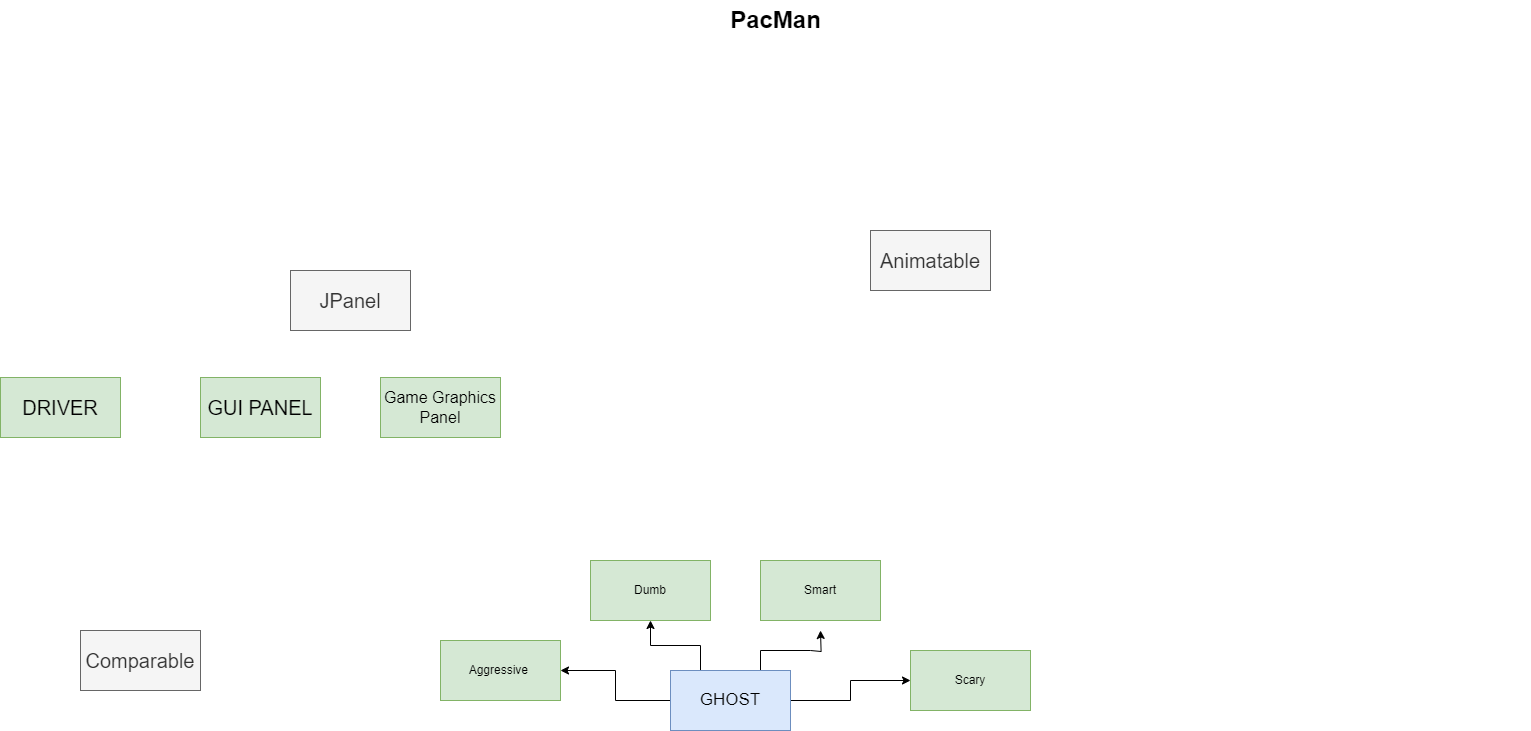 PacMan
Animatable
JPanel
DRIVER
GUI PANEL
Game Graphics
Panel
Dumb
Smart
Comparable
Aggressive
Scary
GHOST